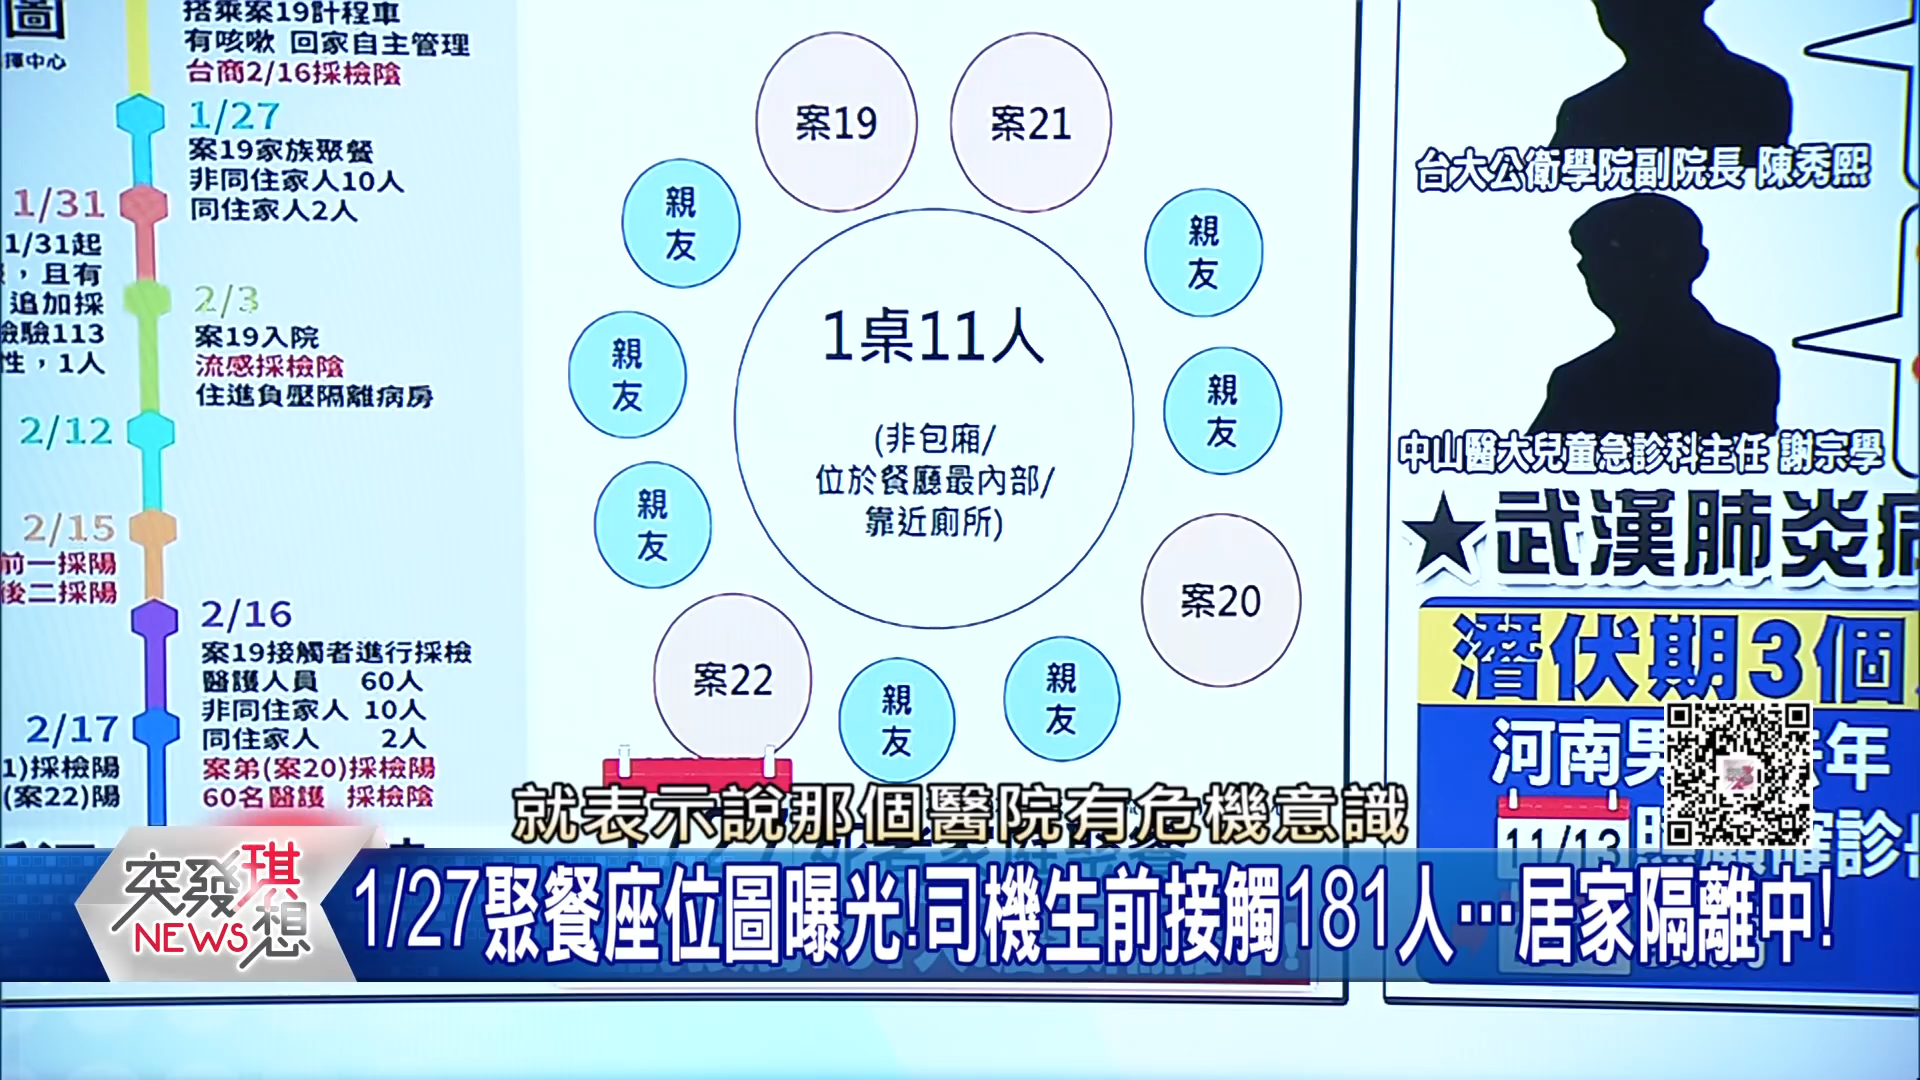 圖
揮中心
搭乘案19計程車
有咳嗽 回家自主管理
台商2/16採檢陰
1/27
案19家族聚餐
非同住家人10人
同住家人2人
1/31
1/31起
，且有
追加採
檢驗113
性，1人
2/3
案19入院
流感採檢陰
住進負壓隔離病房
2/12
2/15
前一採陽
後二採陽
2/16
案19接觸者進行採檢
醫護人員 60人
非同住家人 10人
同住家人 2人
案弟(案20)採檢陽
60名醫護 採檢陰
2/17
1)採檢陽
(案22)陽
案19
案21
親友
親友
親友
親友
親友
親友
親友
案20
案22
1桌11人
(非包廂/
位於餐廳最內部/
靠近廁所)
台大公衛學院副院長 陳秀熙
中山醫大兒童急診科主任 謝宗學
★武漢肺炎病
潛伏期3個
河南男
年
11/13
確診
就表示說那個醫院有危機意識
突發琪想
NEWS
1/27聚餐座位圖曝光!司機生前接觸181人…居家隔離中!